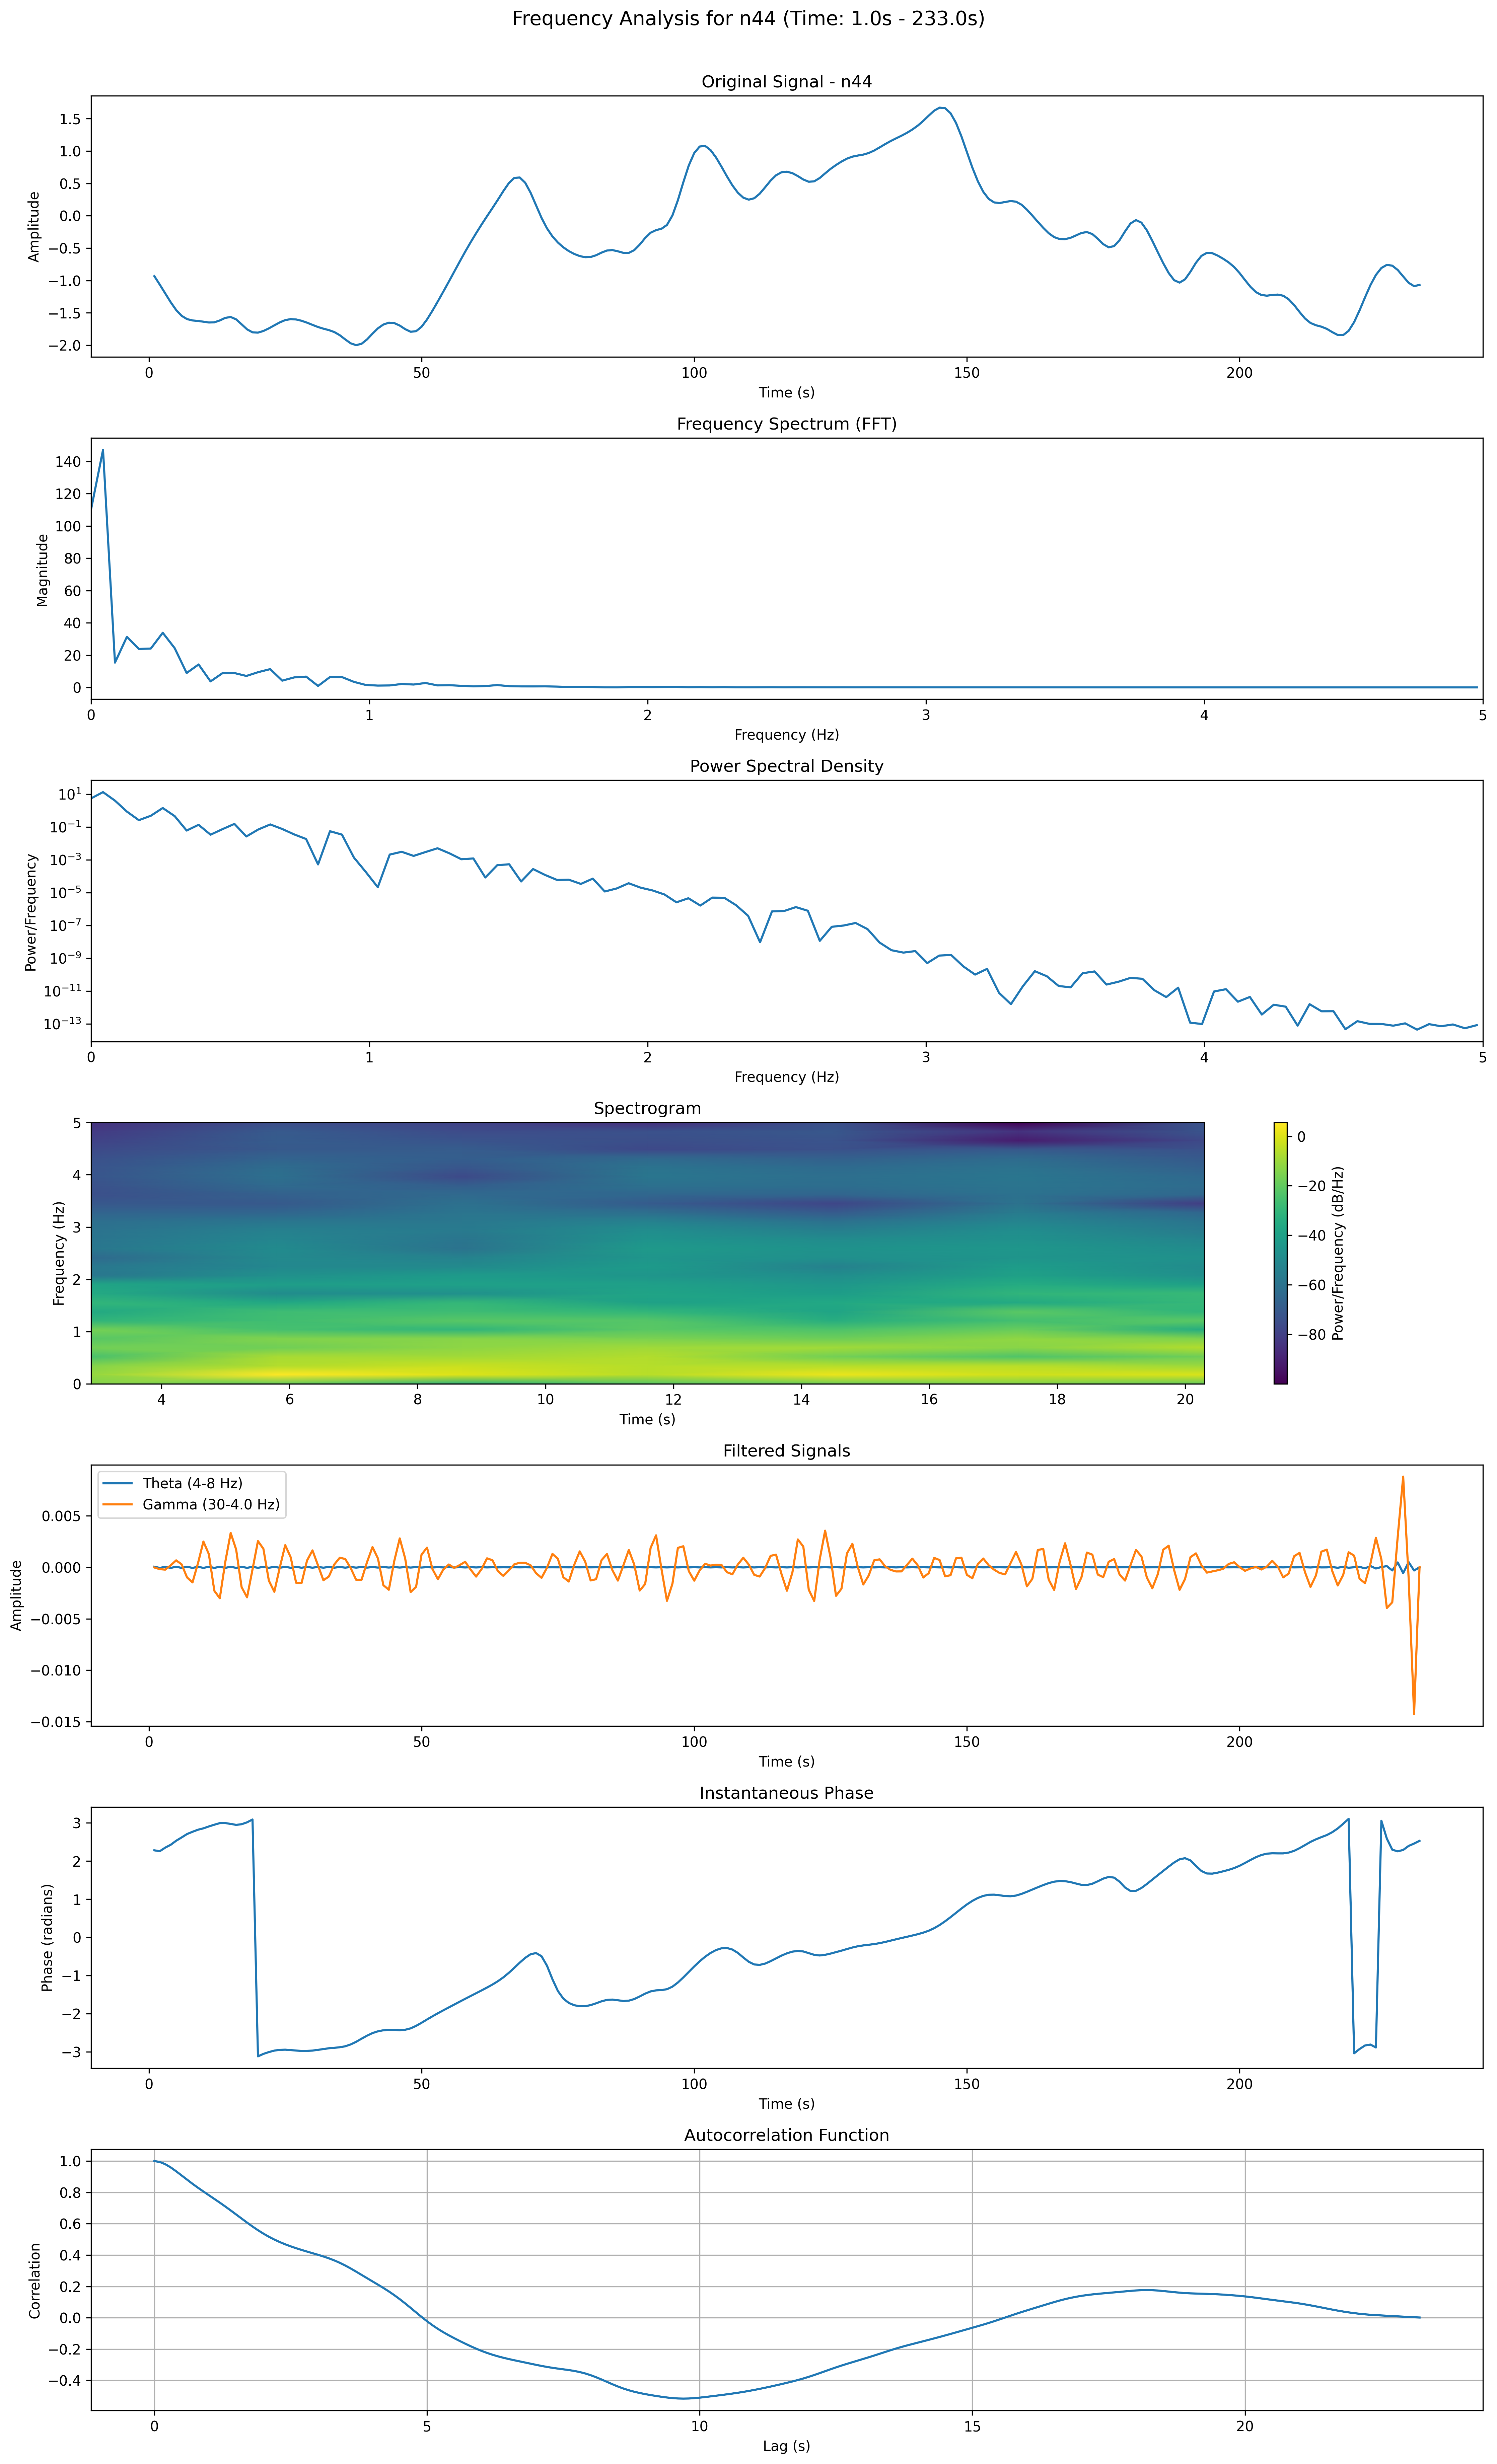 Frequency Analysis for n44 (Time: 1.0s - 233.0s)
Original Signal - n44
Amplitude
1.5
1.0
0.5
0.0
−0.5
−1.0
−1.5
−2.0
0 50 100 150 200
Time (s)
Frequency Spectrum (FFT)
Magnitude
140
120
100
80
60
40
20
0
0 1 2 3 4 5
Frequency (Hz)
Power Spectral Density
Power/Frequency
10¹
10⁻¹
10⁻³
10⁻⁵
10⁻⁷
10⁻⁹
10⁻¹¹
10⁻¹³
0 1 2 3 4 5
Frequency (Hz)
Spectrogram
Frequency (Hz)
5
4
3
2
1
0
4 6 8 10 12 14 16 18 20
Time (s)
0
−20
−40
−60
−80
Power/Frequency (dB/Hz)
Filtered Signals
Theta (4-8 Hz)
Gamma (30-4.0 Hz)
Amplitude
0.005
0.000
−0.005
−0.010
−0.015
0 50 100 150 200
Time (s)
Instantaneous Phase
Phase (radians)
3
2
1
0
−1
−2
−3
0 50 100 150 200
Time (s)
Autocorrelation Function
Correlation
1.0
0.8
0.6
0.4
0.2
0.0
−0.2
−0.4
0 5 10 15 20
Lag (s)